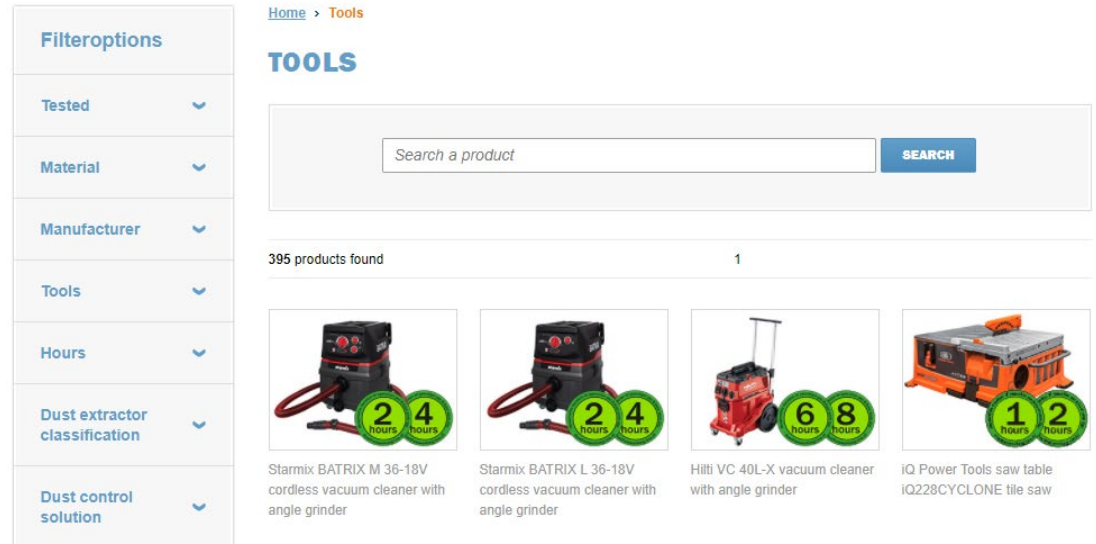 Filteroptions
Tested
Material
Manufacturer
Tools
Hours
Dust extractor
classification
Dust control
solution
Home › Tools
TOOLS
Search a product
SEARCH
395 products found
1
2 hours 4 hours
2 hours 4 hours
6 hours 8 hours
1 hours 2 hours
Starmix BATRIX M 36-18V
cordless vacuum cleaner with
angle grinder
Starmix BATRIX L 36-18V
cordless vacuum cleaner with
angle grinder
Hilti VC 40L-X vacuum cleaner
with angle grinder
iQ Power Tools saw table
iQ228CYCLONE tile saw